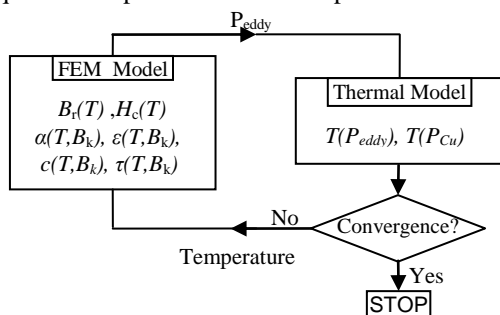 P_eddy
FEM Model
B_r(T) ,H_c(T)
α(T,B_k), ε(T,B_k),
c(T,B_k), τ(T,B_k)
Thermal Model
T(P_eddy), T(P_Cu)
Convergence?
No
Temperature
Yes
STOP